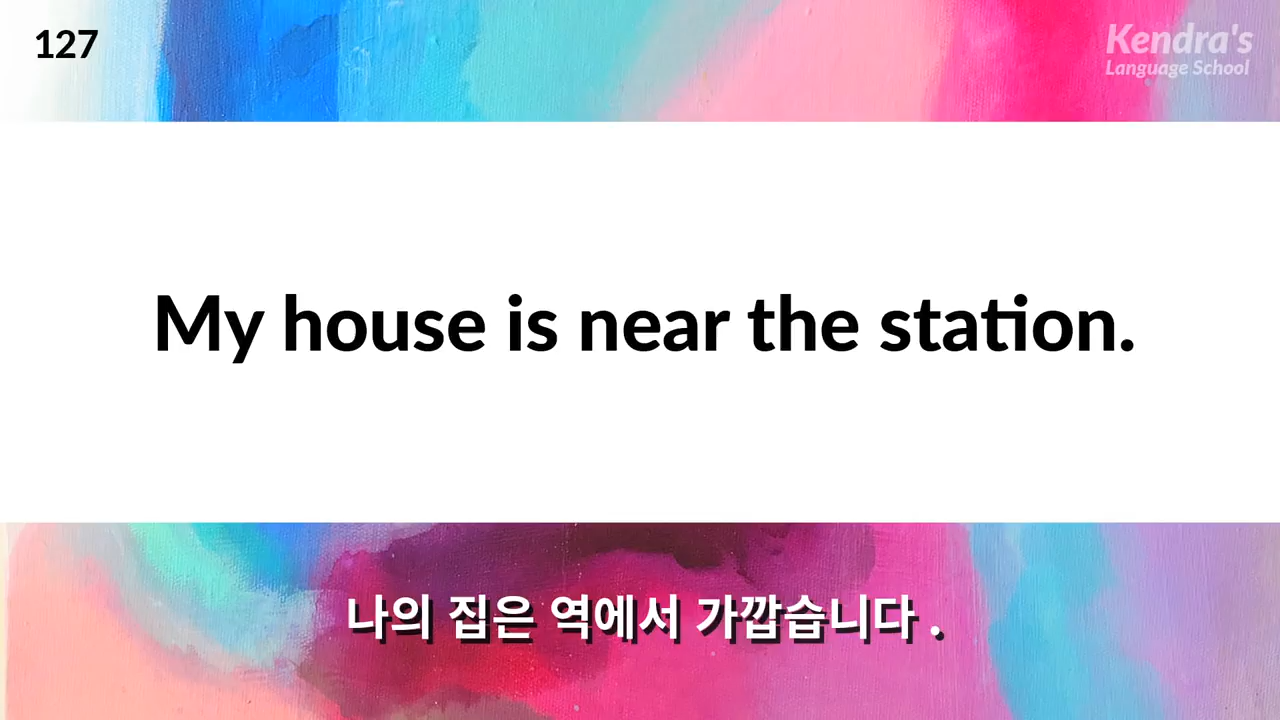 127
Kendra's
Language School
My house is near the station.
나의 집은 역에서 가깝습니다 .